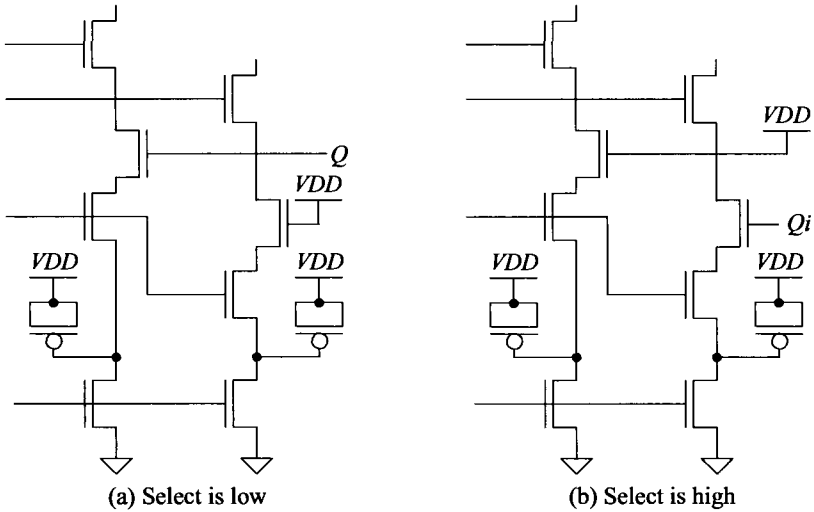 Q
VDD
VDD
VDD
(a) Select is low
VDD
Qi
VDD
VDD
(b) Select is high